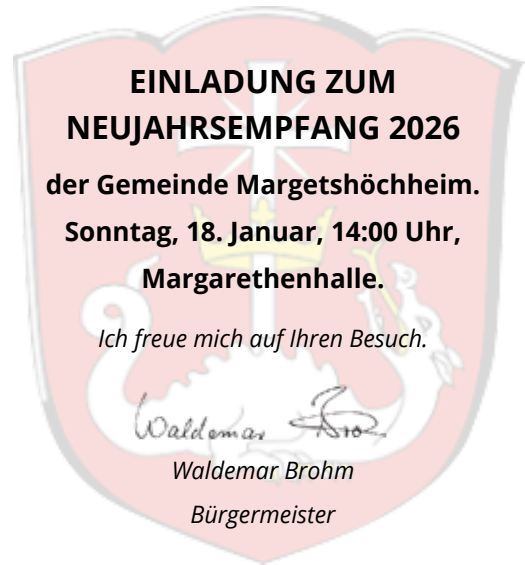 EINLADUNG ZUM
NEUJAHRSEMPFANG 2026
der Gemeinde Margetshöchheim.
Sonntag, 18. Januar, 14:00 Uhr,
Margarethenhalle.
Ich freue mich auf Ihren Besuch.
Waldemar Bro
Waldemar Brohm
Bürgermeister